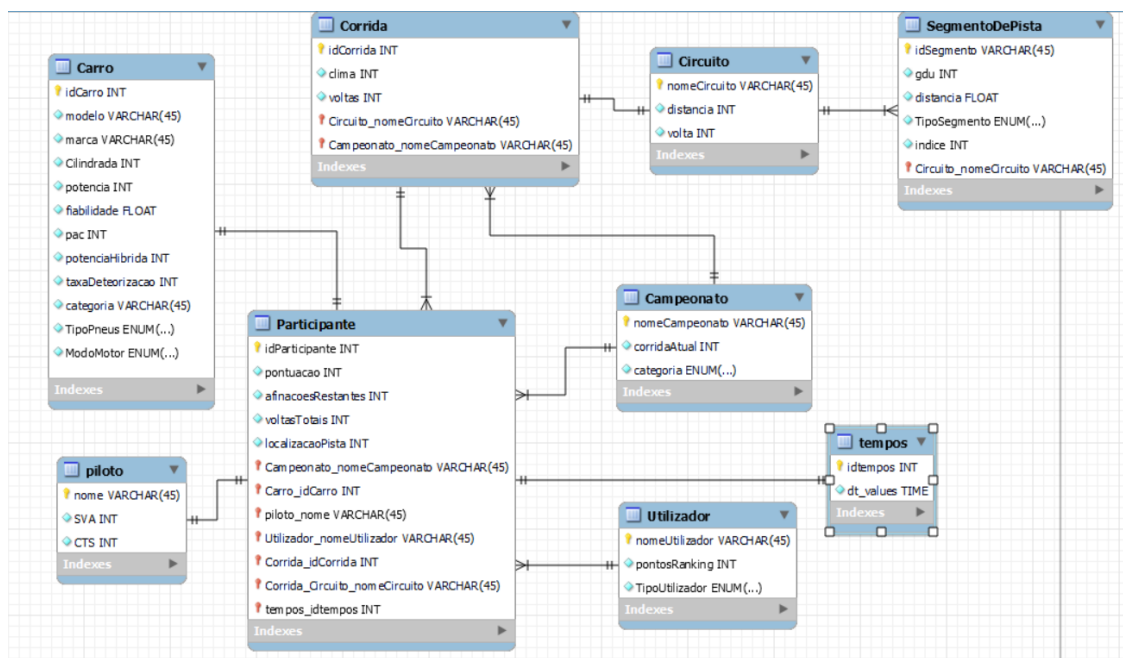 Corrida
idCorrida INT
clima INT
voltas INT
Circuito_nomeCircuito VARCHAR(45)
Campeonato_nomeCampeonato VARCHAR(45)
Indexes
SegmentoDePista
idSegmento VARCHAR(45)
gdu INT
distancia FLOAT
TipoSegmento ENUM(...)
indice INT
Circuito_nomeCircuito VARCHAR(45)
Indexes
Circuito
nomeCircuito VARCHAR(45)
distancia INT
volta INT
Indexes
Carro
idCarro INT
modelo VARCHAR(45)
marca VARCHAR(45)
Cilindrada INT
potencia INT
fiabilidade FLOAT
pac INT
potenciaHibrida INT
taxaDeteorizacao INT
categoria VARCHAR(45)
TipoPneus ENUM(...)
ModoMotor ENUM(...)
Indexes
Campeonato
nomeCampeonato VARCHAR(45)
corridaAtual INT
categoria ENUM(...)
Indexes
Participante
idParticipante INT
pontuacao INT
afinacoesRestantes INT
voltasTotais INT
localizacaoPista INT
Campeonato_nomeCampeonato VARCHAR(45)
Carro_idCarro INT
piloto_nome VARCHAR(45)
Utilizador_nomeUtilizador VARCHAR(45)
Corrida_idCorrida INT
Corrida_Circuito_nomeCircuito VARCHAR(45)
tempos_idtempos INT
Indexes
tempos
idtempos INT
dt_values TIME
Indexes
piloto
nome VARCHAR(45)
SVA INT
CTS INT
Indexes
Utilizador
nomeUtilizador VARCHAR(45)
pontosRanking INT
TipoUtilizador ENUM(...)
Indexes